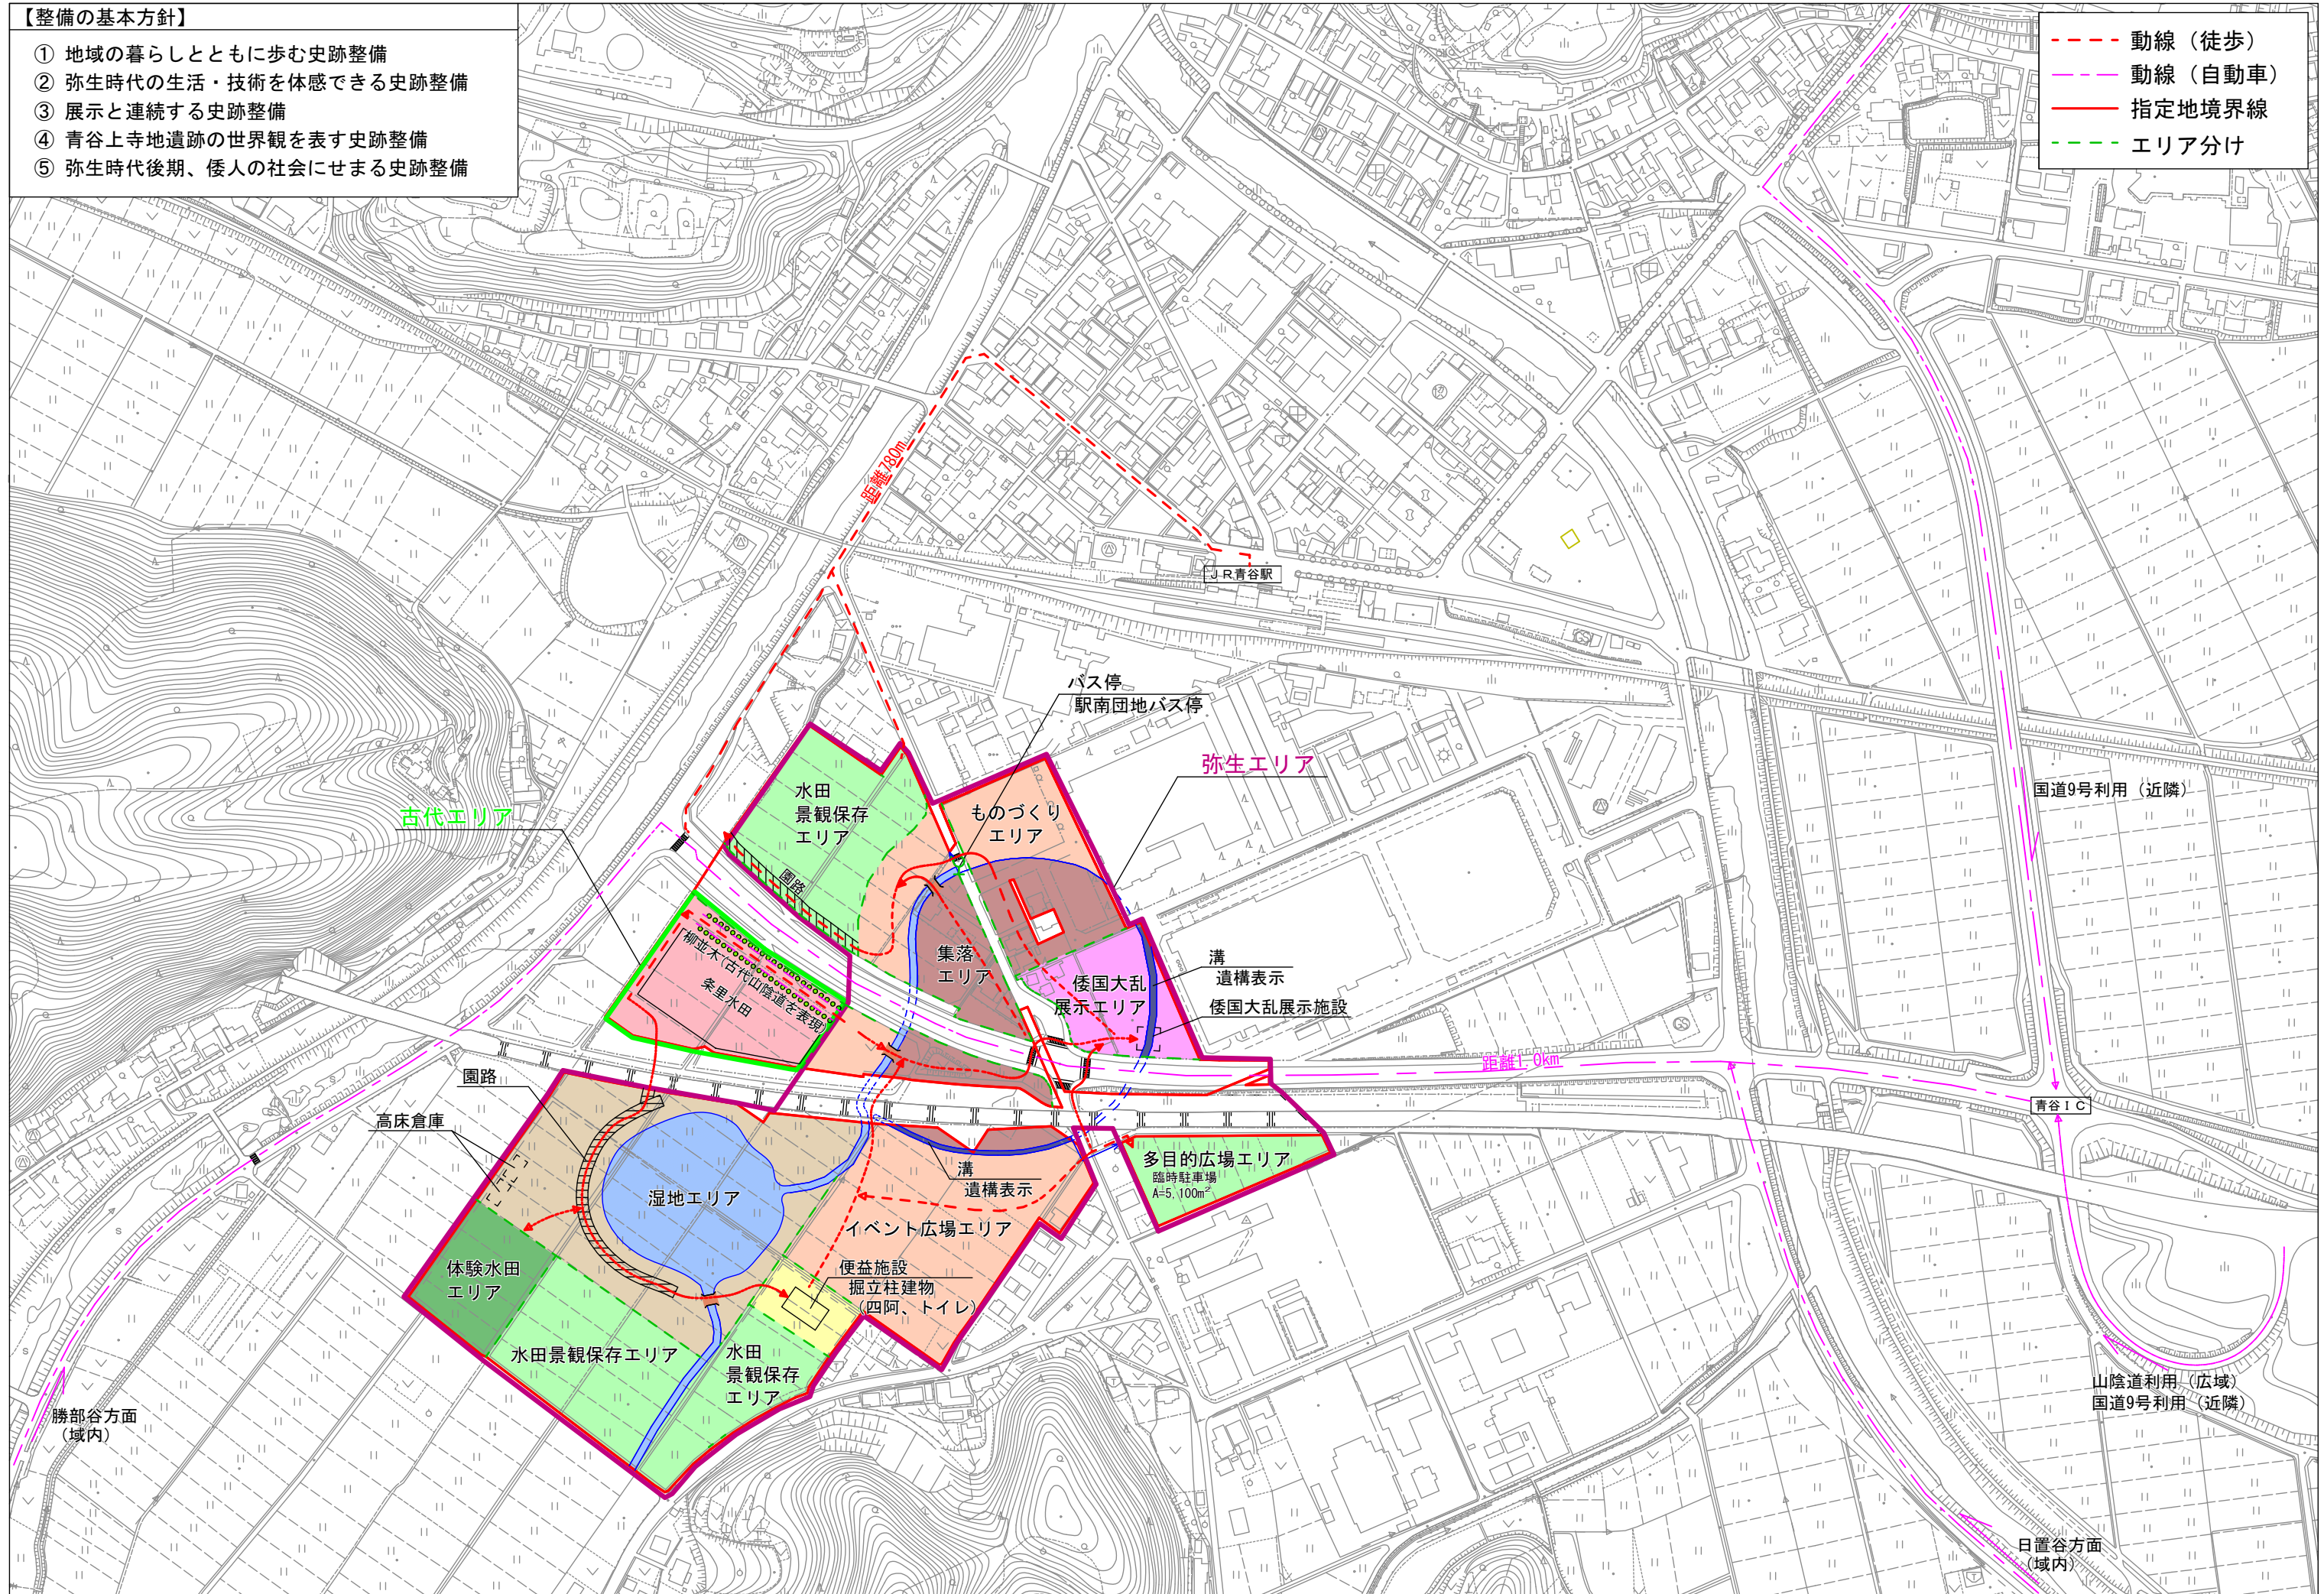 【整備の基本方針】
① 地域の暮らしとともに歩む史跡整備
② 弥生時代の生活・技術を体感できる史跡整備
③ 展示と連続する史跡整備
④ 青谷上寺地遺跡の世界観を表す史跡整備
⑤ 弥生時代後期、倭人の社会にせまる史跡整備
動線（徒歩）
動線（自動車）
指定地境界線
エリア分け
距離780m
ＪＲ青谷駅
バス停
駅南団地バス停
弥生エリア
古代エリア
水田
景観保存
エリア
ものづくり
エリア
国道9号利用（近隣）
園路
集落
エリア
柳並木(古代山陰道を表現)
条里水田
倭国大乱
展示エリア
溝
遺構表示
倭国大乱展示施設
距離1.0km
青谷ＩＣ
園路
高床倉庫
湿地エリア
溝
遺構表示
多目的広場エリア
臨時駐車場
A=5,100m²
イベント広場エリア
便益施設
掘立柱建物
（四阿、トイレ）
体験水田
エリア
水田景観保存エリア
水田
景観保存
エリア
勝部谷方面
（域内）
山陰道利用（広域）
国道9号利用（近隣）
日置谷方面
（域内）